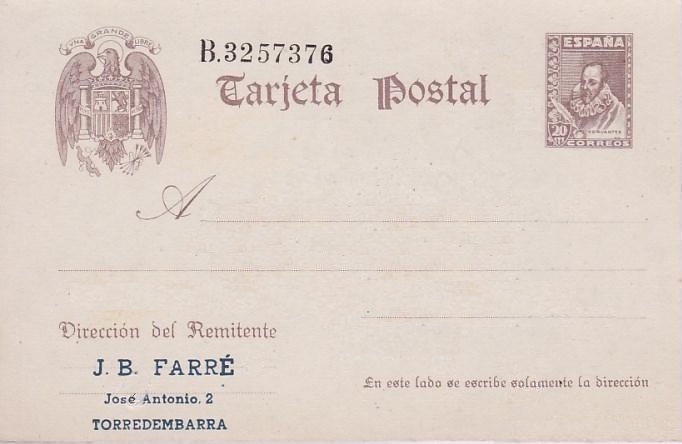 UNA GRANDE LIBRE
B.3257376
Tarjeta Postal
ESPAÑA
CERVANTES
20
CTS
CORREOS
A
Dirección del Remitente
J. B. FARRÉ
José Antonio, 2
TORREDEMBARRA
En este lado se escribe solamente la dirección